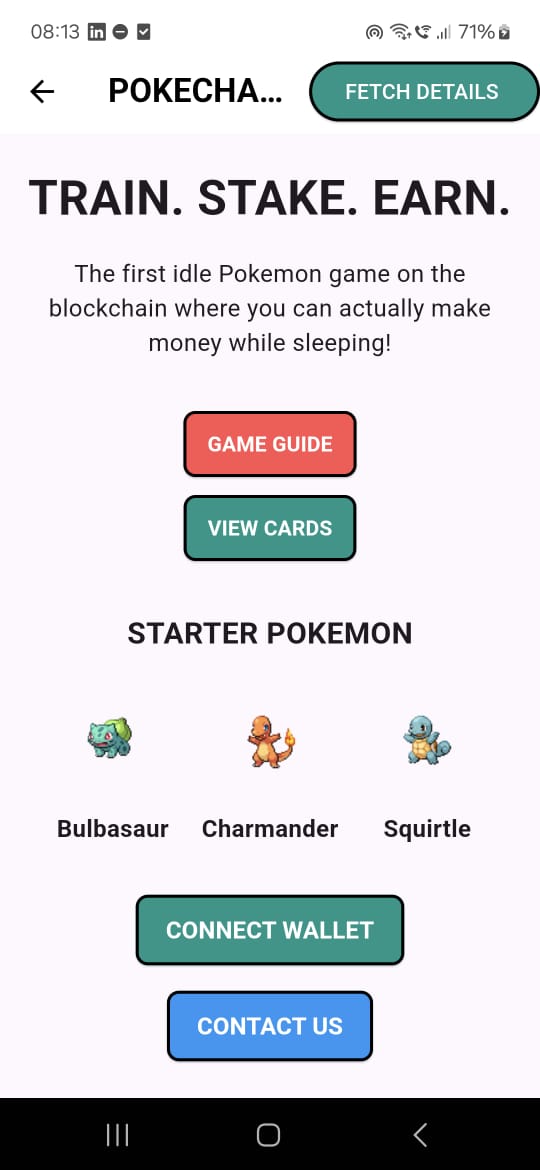 08:13
71%
POKECHA...
FETCH DETAILS
TRAIN. STAKE. EARN.
The first idle Pokemon game on the
blockchain where you can actually make
money while sleeping!
GAME GUIDE
VIEW CARDS
STARTER POKEMON
Bulbasaur Charmander Squirtle
CONNECT WALLET
CONTACT US